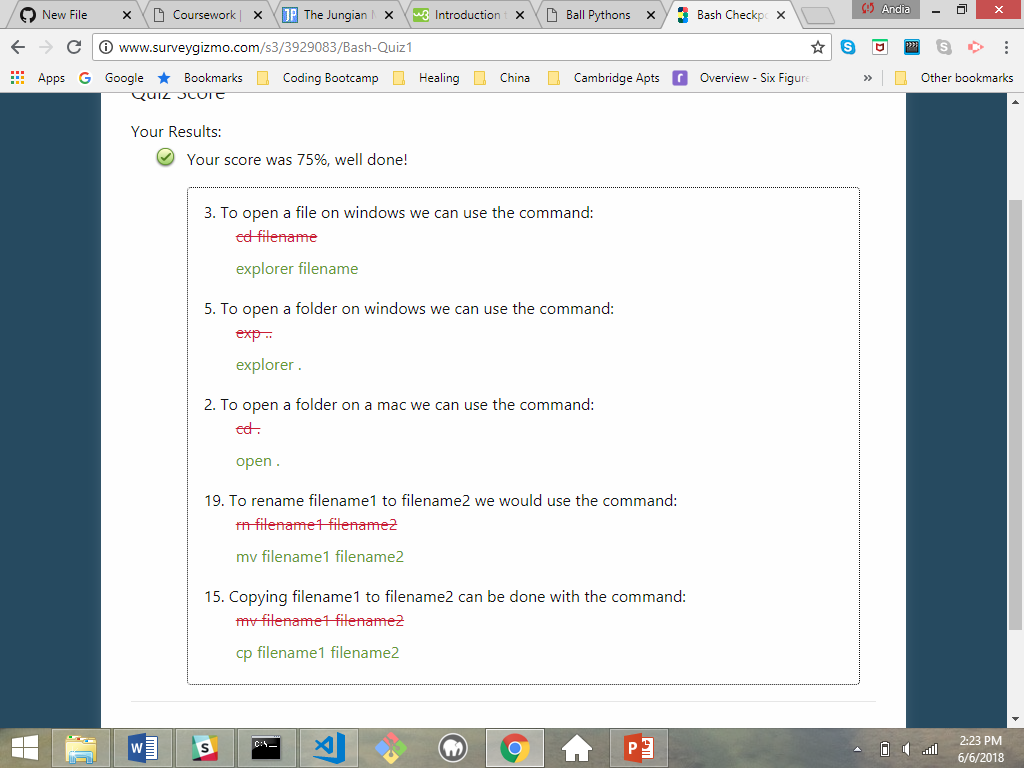 New File
Coursework |
The Jungian
Introduction
Ball Pythons
Bash Checkp
Andia
www.surveygizmo.com/s3/3929083/Bash-Quiz1
Apps
Google
Bookmarks
Coding Bootcamp
Healing
China
Cambridge Apts
Overview - Six Figur
»
Other bookmarks
Quiz Score
Your Results:
Your score was 75%, well done!
3. To open a file on windows we can use the command:
cd filename
explorer filename
5. To open a folder on windows we can use the command:
exp ..
explorer .
2. To open a folder on a mac we can use the command:
cd .
open .
19. To rename filename1 to filename2 we would use the command:
rn filename1 filename2
mv filename1 filename2
15. Copying filename1 to filename2 can be done with the command:
mv filename1 filename2
cp filename1 filename2
2:23 PM
6/6/2018